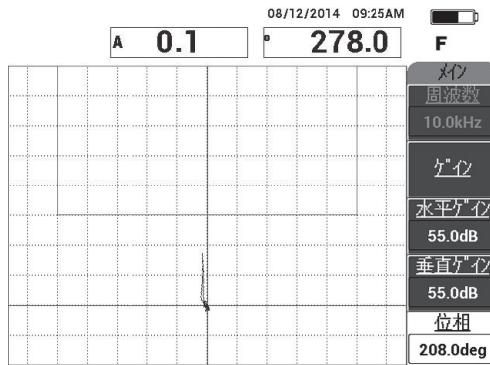 08/12/2014 09:25AM
A 0.1 ° 278.0 F
メイン
周波数
10.0kHz
ゲイン
水平ゲイン
55.0dB
垂直ゲイン
55.0dB
位相
208.0deg